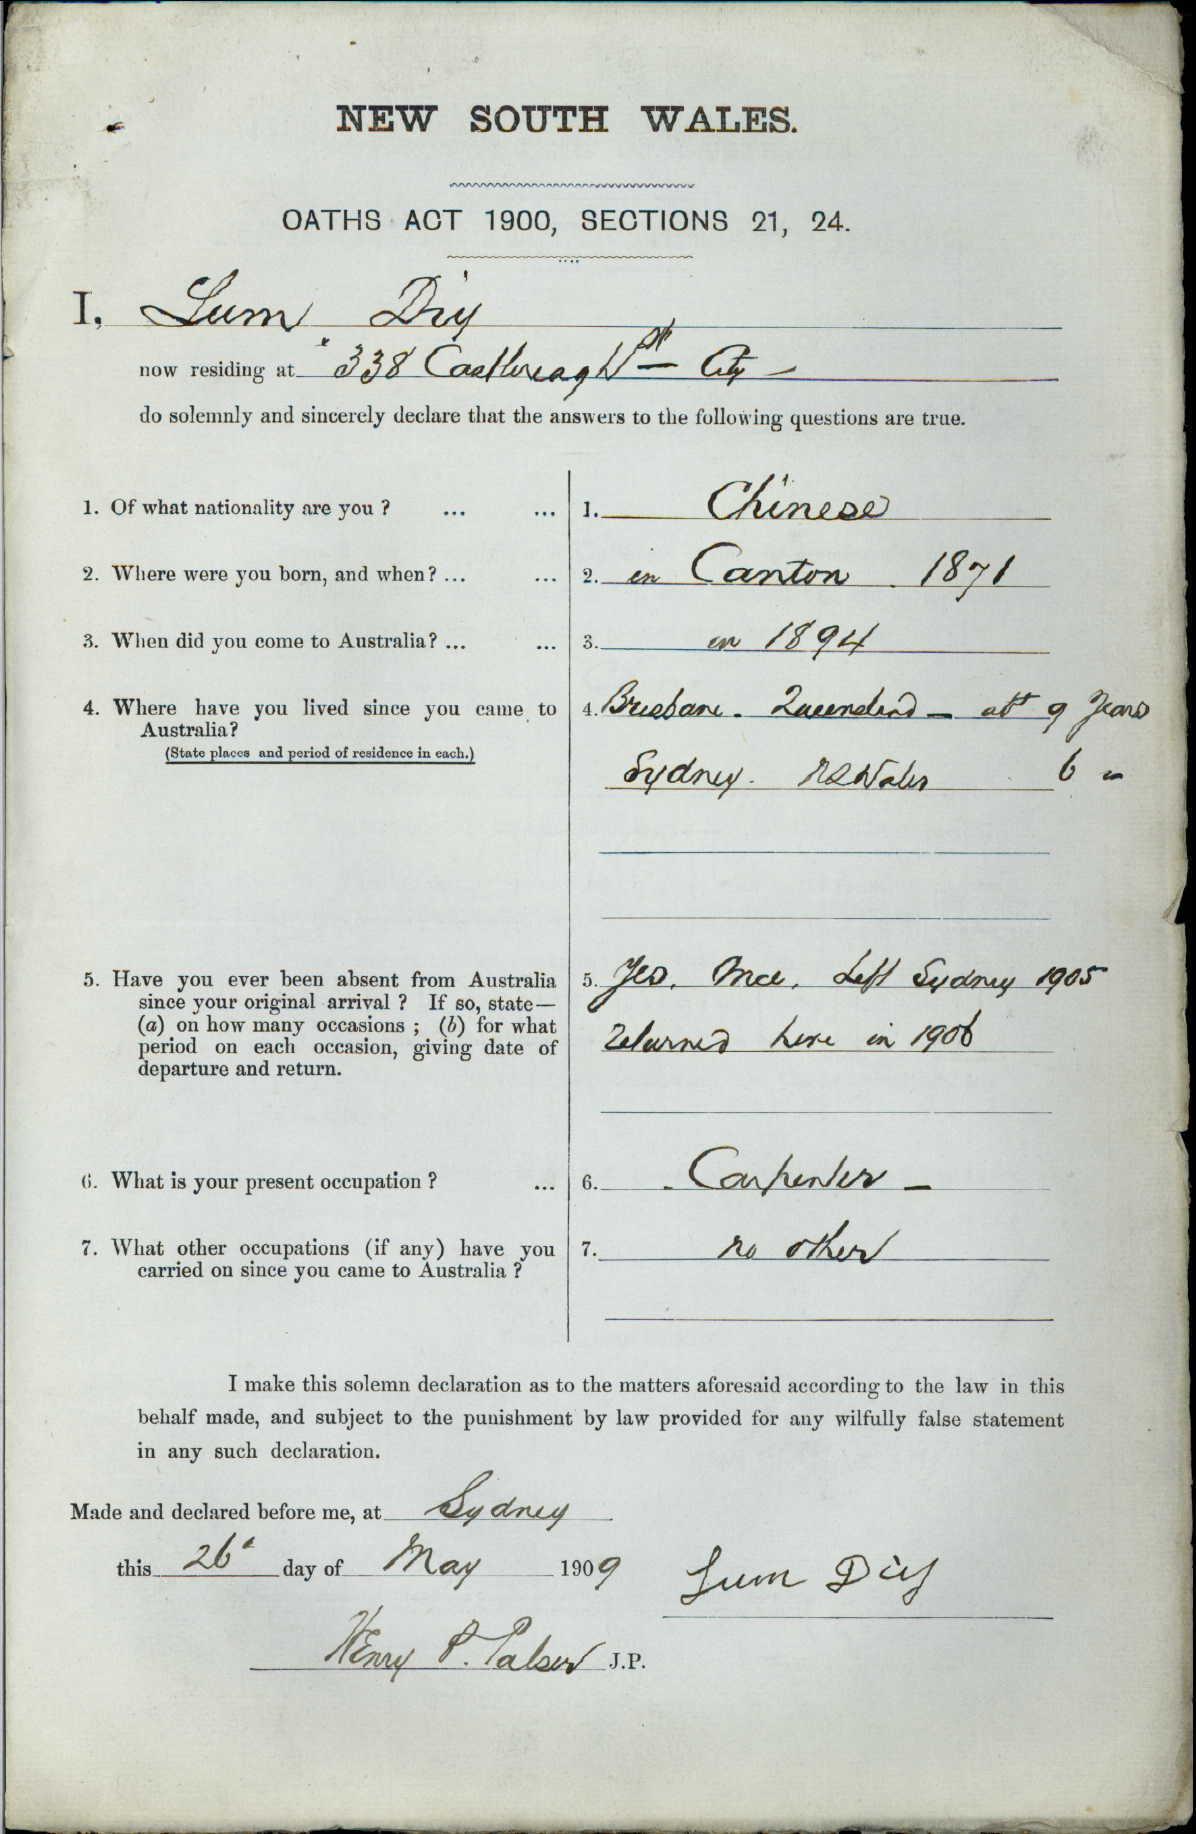 NEW SOUTH WALES.
OATHS ACT 1900, SECTIONS 21, 24.
I, Lum Diy
now residing at 338 Castlereagh St City
do solemnly and sincerely declare that the answers to the following questions are true.
1. Of what nationality are you ? ... ... 1. Chinese
2. Where were you born, and when? ... ... 2. in Canton 1871
3. When did you come to Australia? ... ... 3. in 1894
4. Where have you lived since you came to 4. Brisbane. Queensland — abt 9 Years
Australia?
(State places and period of residence in each.)
Sydney. NSWales 6 "
5. Have you ever been absent from Australia 5. Yes. Once. Left Sydney 1905
since your original arrival ? If so, state—
(a) on how many occasions ; (b) for what returned here in 1906
period on each occasion, giving date of
departure and return.
6. What is your present occupation ? ... 6. Carpenter —
7. What other occupations (if any) have you 7. no other
carried on since you came to Australia ?
I make this solemn declaration as to the matters aforesaid according to the law in this
behalf made, and subject to the punishment by law provided for any wilfully false statement
in any such declaration.
Made and declared before me, at Sydney
this 26 day of May 1909
Lum Diy
Henry P. Palser J.P.